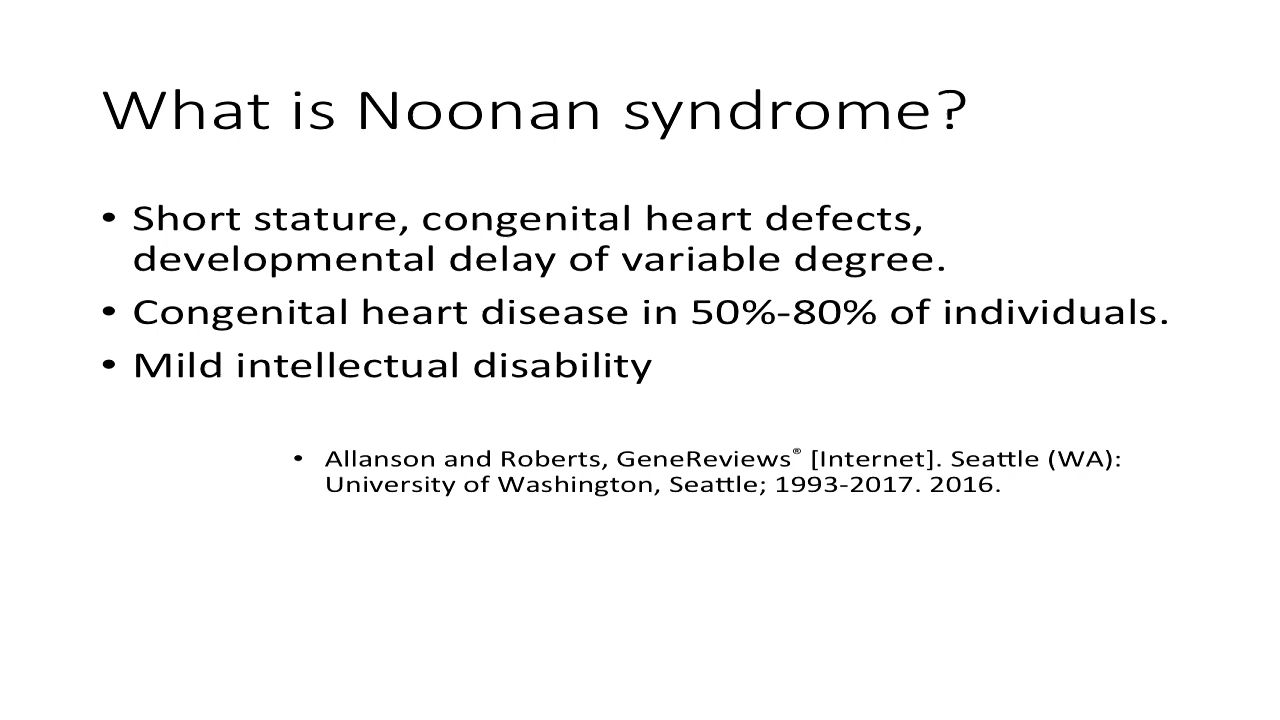 What is Noonan syndrome?
• Short stature, congenital heart defects,
developmental delay of variable degree.
• Congenital heart disease in 50%-80% of individuals.
• Mild intellectual disability
• Allanson and Roberts, GeneReviews® [Internet]. Seattle (WA):
University of Washington, Seattle; 1993-2017. 2016.